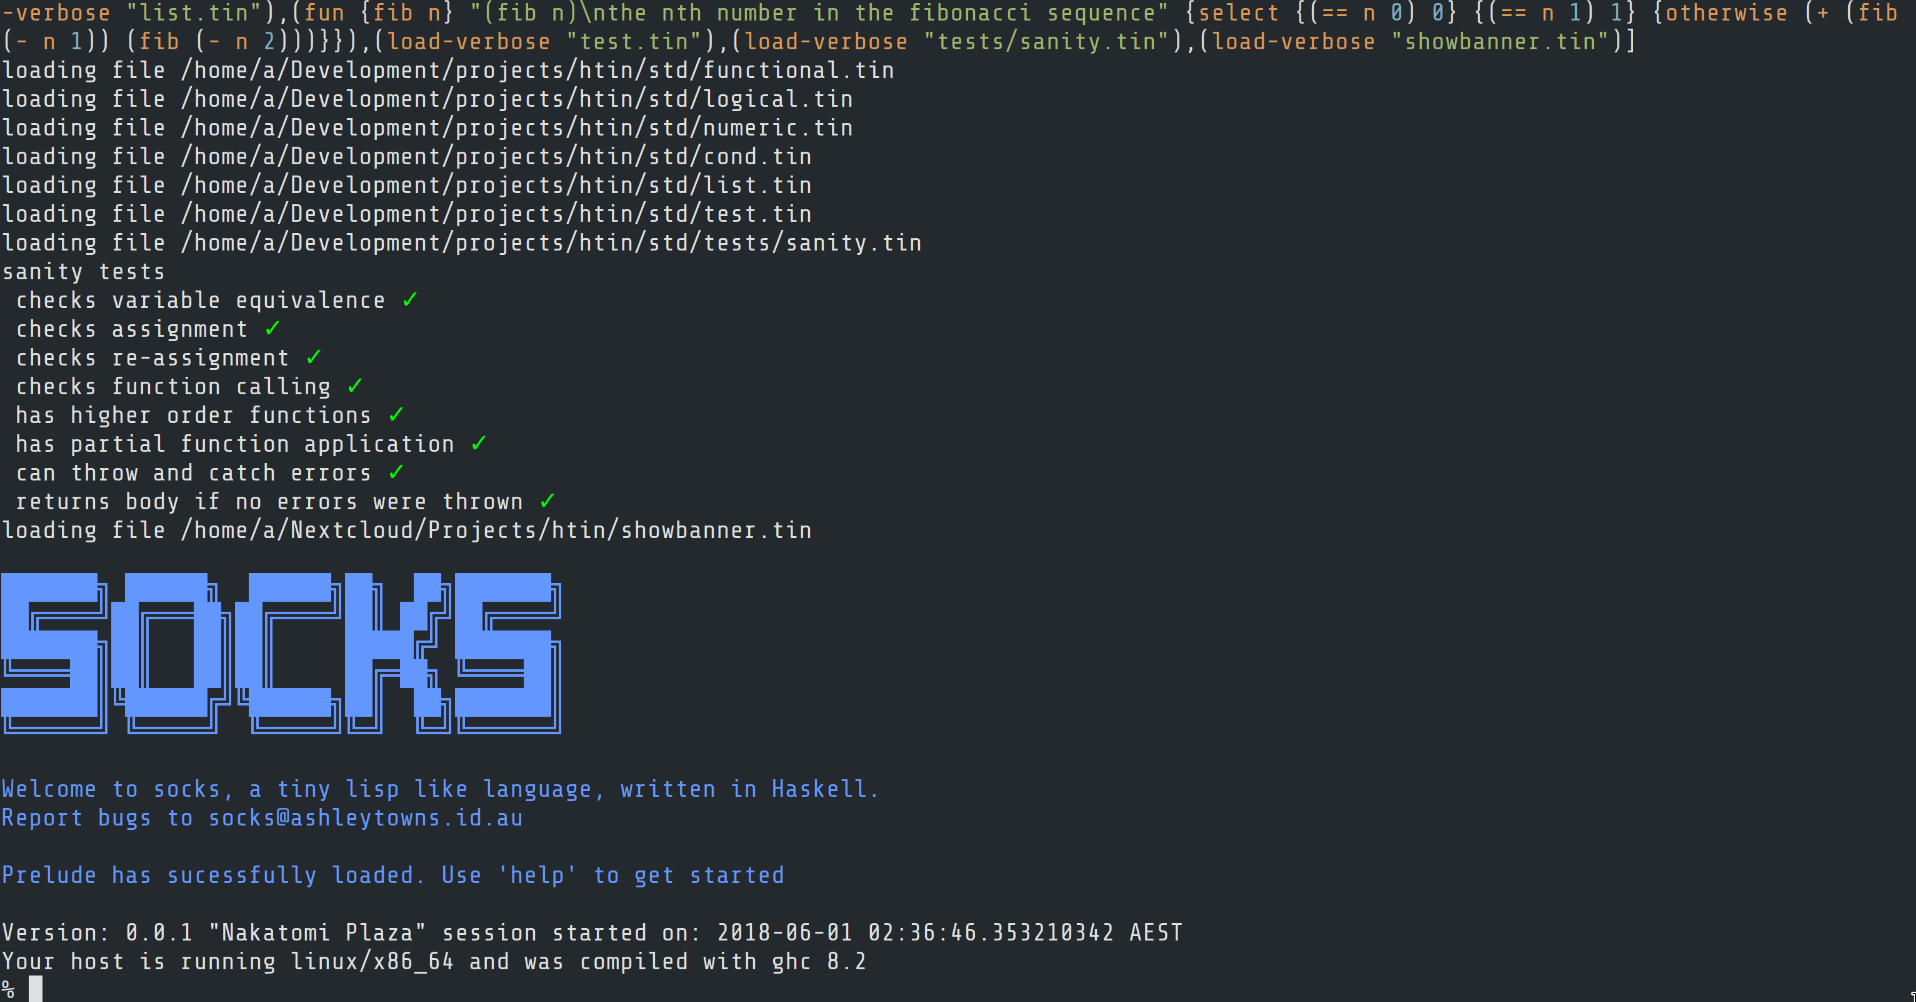 -verbose "list.tin"),(fun {fib n} "(fib n)\nthe nth number in the fibonacci sequence" {select {(== n 0) 0} {(== n 1) 1} {otherwise (+ (fib
(- n 1)) (fib (- n 2)))}}),(load-verbose "test.tin"),(load-verbose "tests/sanity.tin"),(load-verbose "showbanner.tin")]
loading file /home/a/Development/projects/htin/std/functional.tin
loading file /home/a/Development/projects/htin/std/logical.tin
loading file /home/a/Development/projects/htin/std/numeric.tin
loading file /home/a/Development/projects/htin/std/cond.tin
loading file /home/a/Development/projects/htin/std/list.tin
loading file /home/a/Development/projects/htin/std/test.tin
loading file /home/a/Development/projects/htin/std/tests/sanity.tin
sanity tests
checks variable equivalence ✓
checks assignment ✓
checks re-assignment ✓
checks function calling ✓
has higher order functions ✓
has partial function application ✓
can throw and catch errors ✓
returns body if no errors were thrown ✓
loading file /home/a/Nextcloud/Projects/htin/showbanner.tin
SOCKS
Welcome to socks, a tiny lisp like language, written in Haskell.
Report bugs to socks@ashleytowns.id.au
Prelude has sucessfully loaded. Use 'help' to get started
Version: 0.0.1 "Nakatomi Plaza" session started on: 2018-06-01 02:36:46.353210342 AEST
Your host is running linux/x86_64 and was compiled with ghc 8.2
%